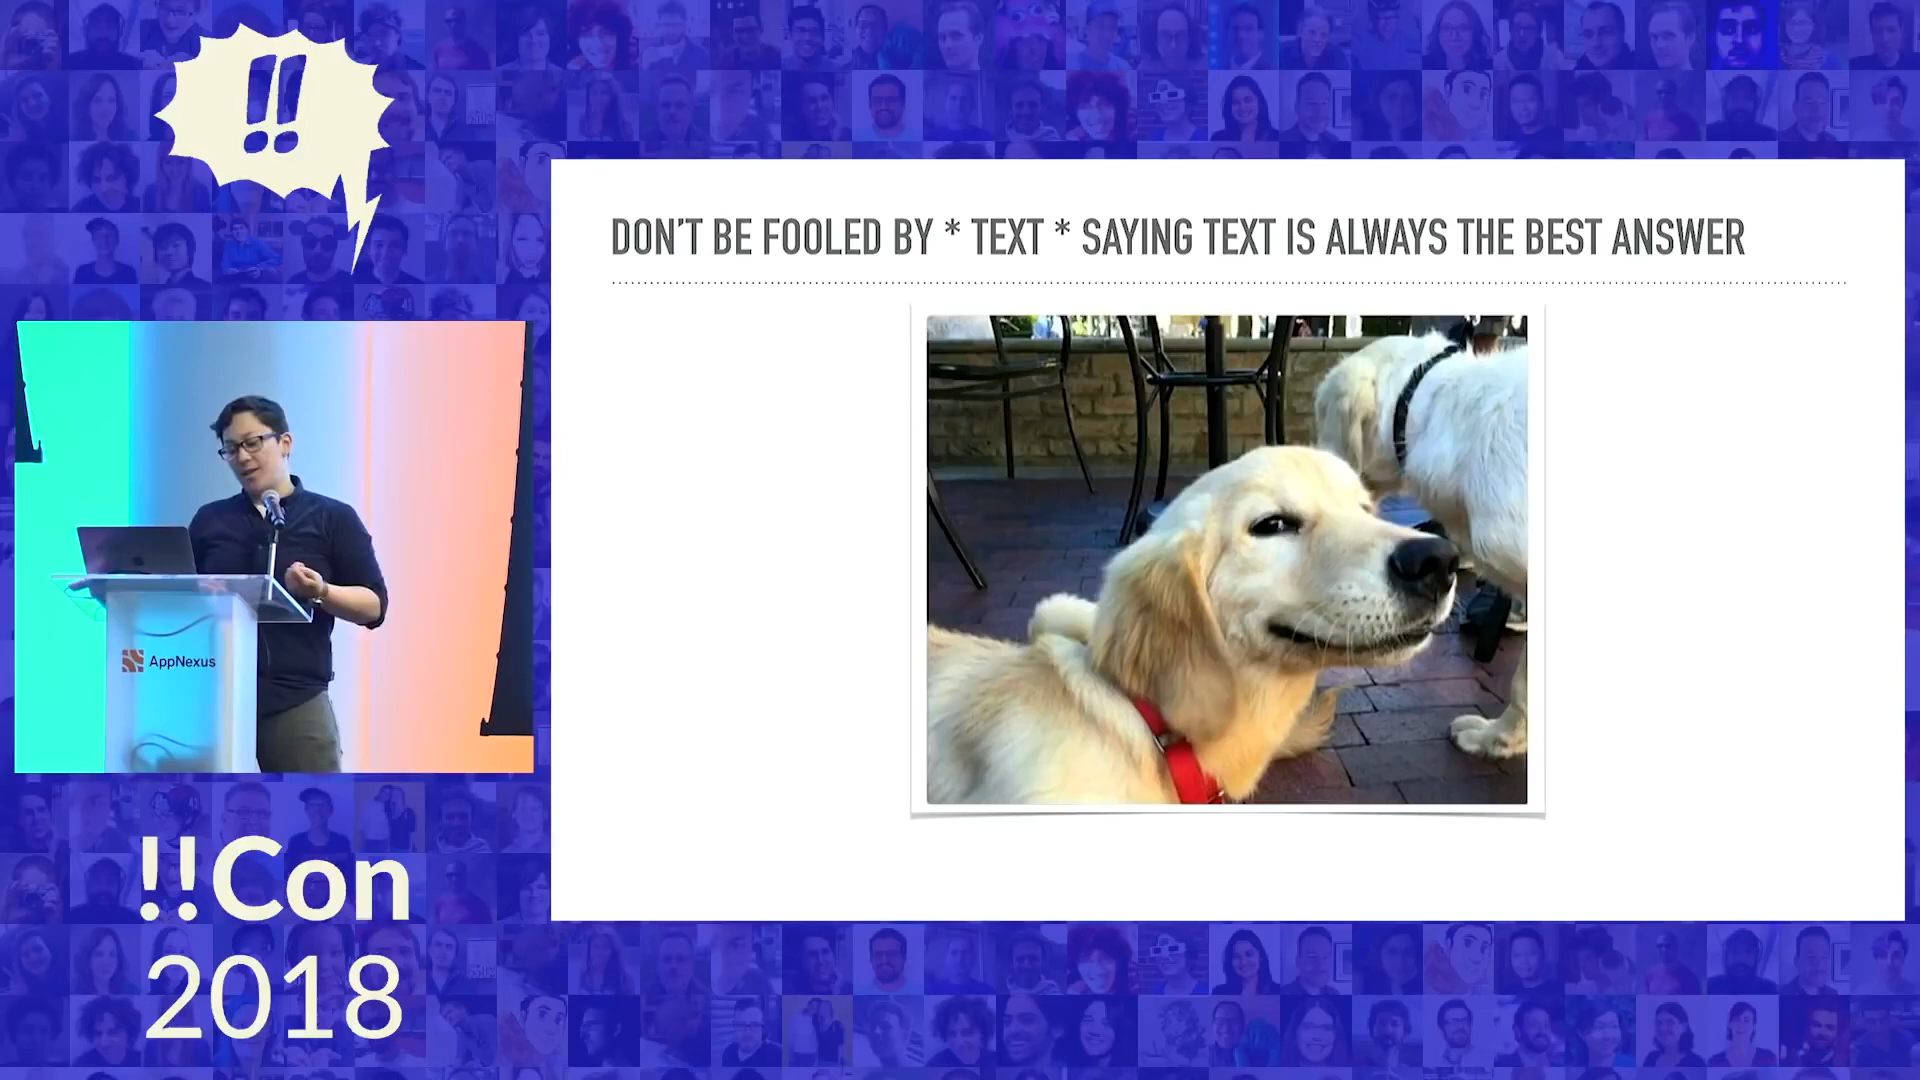 !!
DON'T BE FOOLED BY * TEXT * SAYING TEXT IS ALWAYS THE BEST ANSWER
AppNexus
!!Con
2018